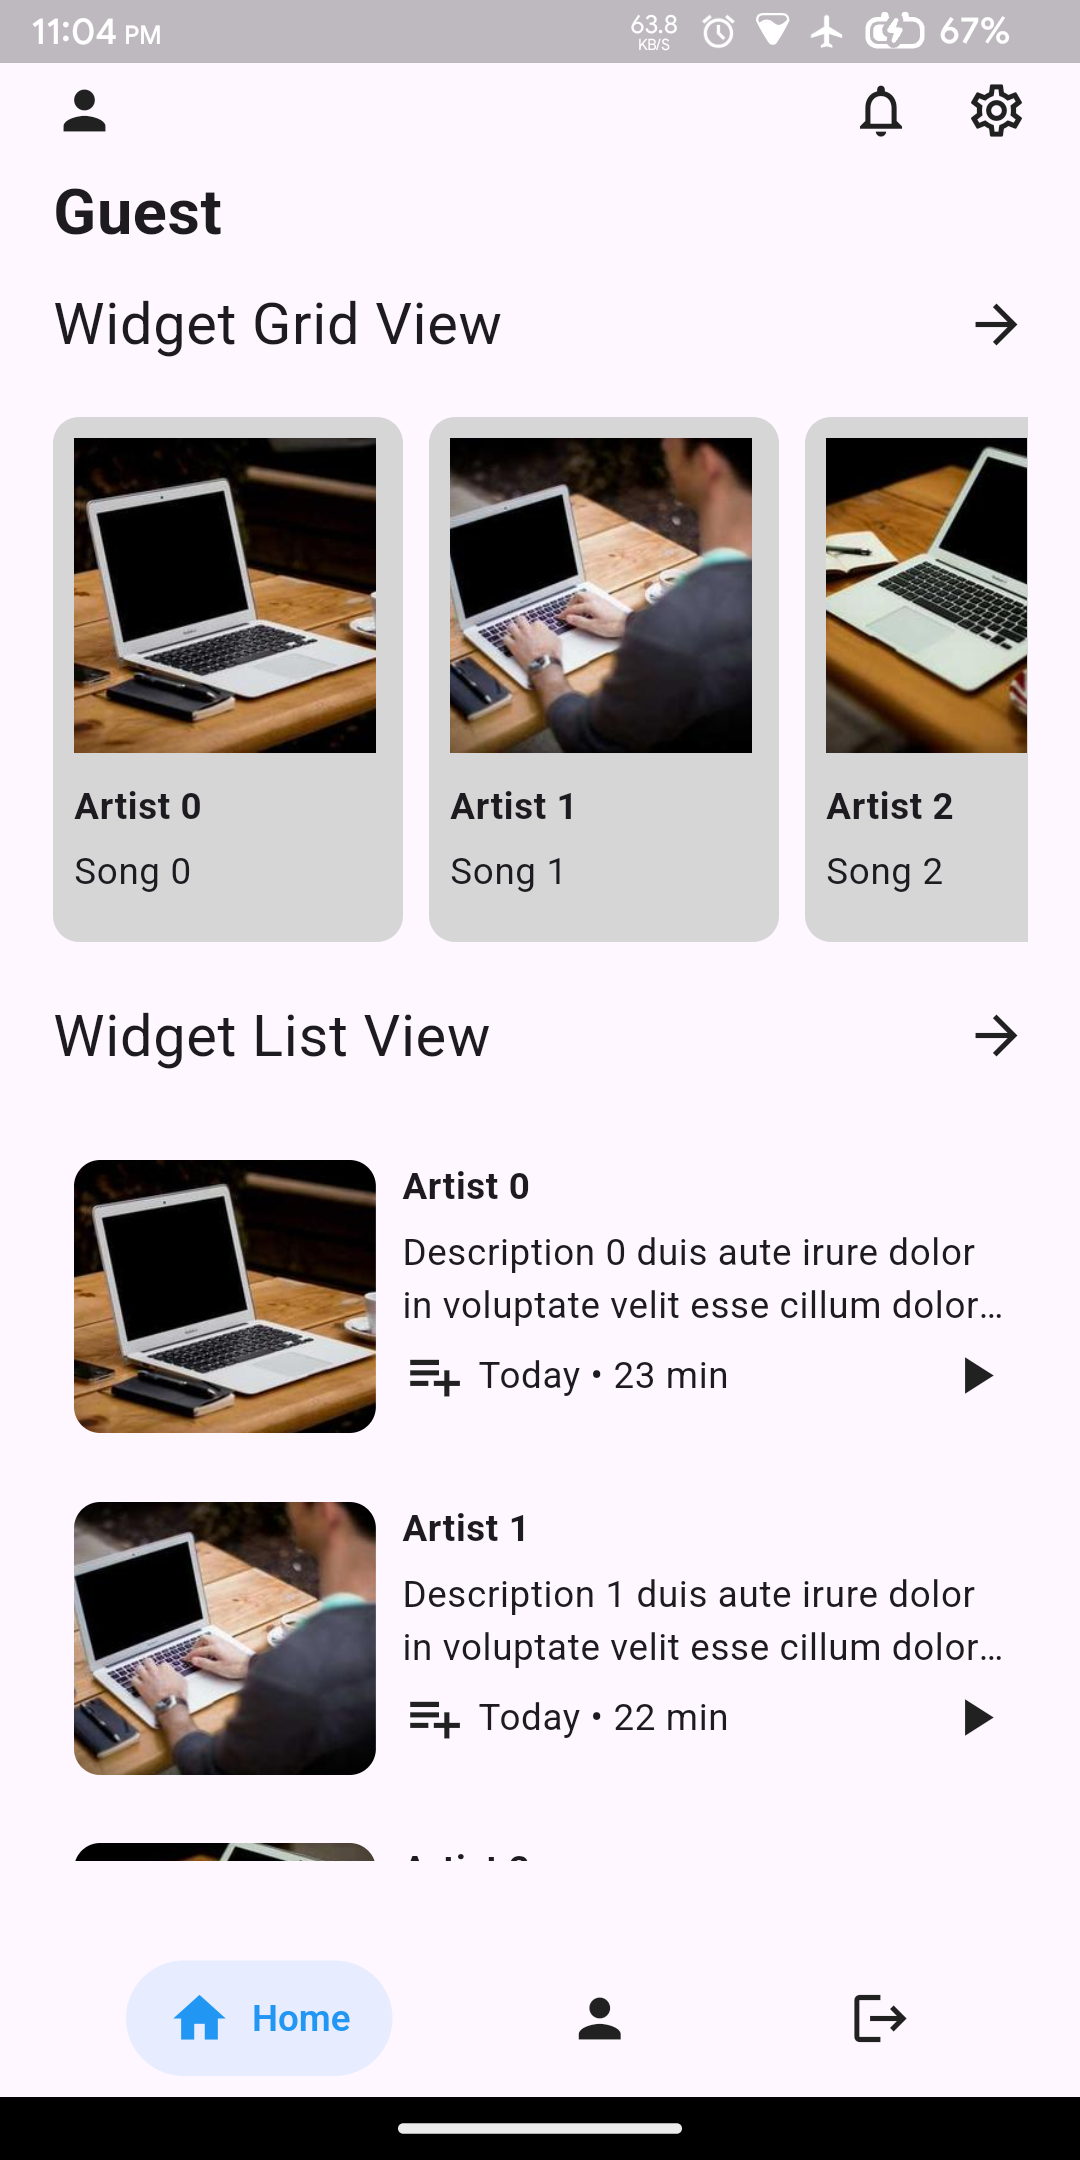 11:04 PM
63.8
KB/S
67%
Guest
Widget Grid View
Artist 0
Song 0
Artist 1
Song 1
Artist 2
Song 2
Widget List View
Artist 0
Description 0 duis aute irure dolor
in voluptate velit esse cillum dolor...
Today • 23 min
Artist 1
Description 1 duis aute irure dolor
in voluptate velit esse cillum dolor...
Today • 22 min
Home